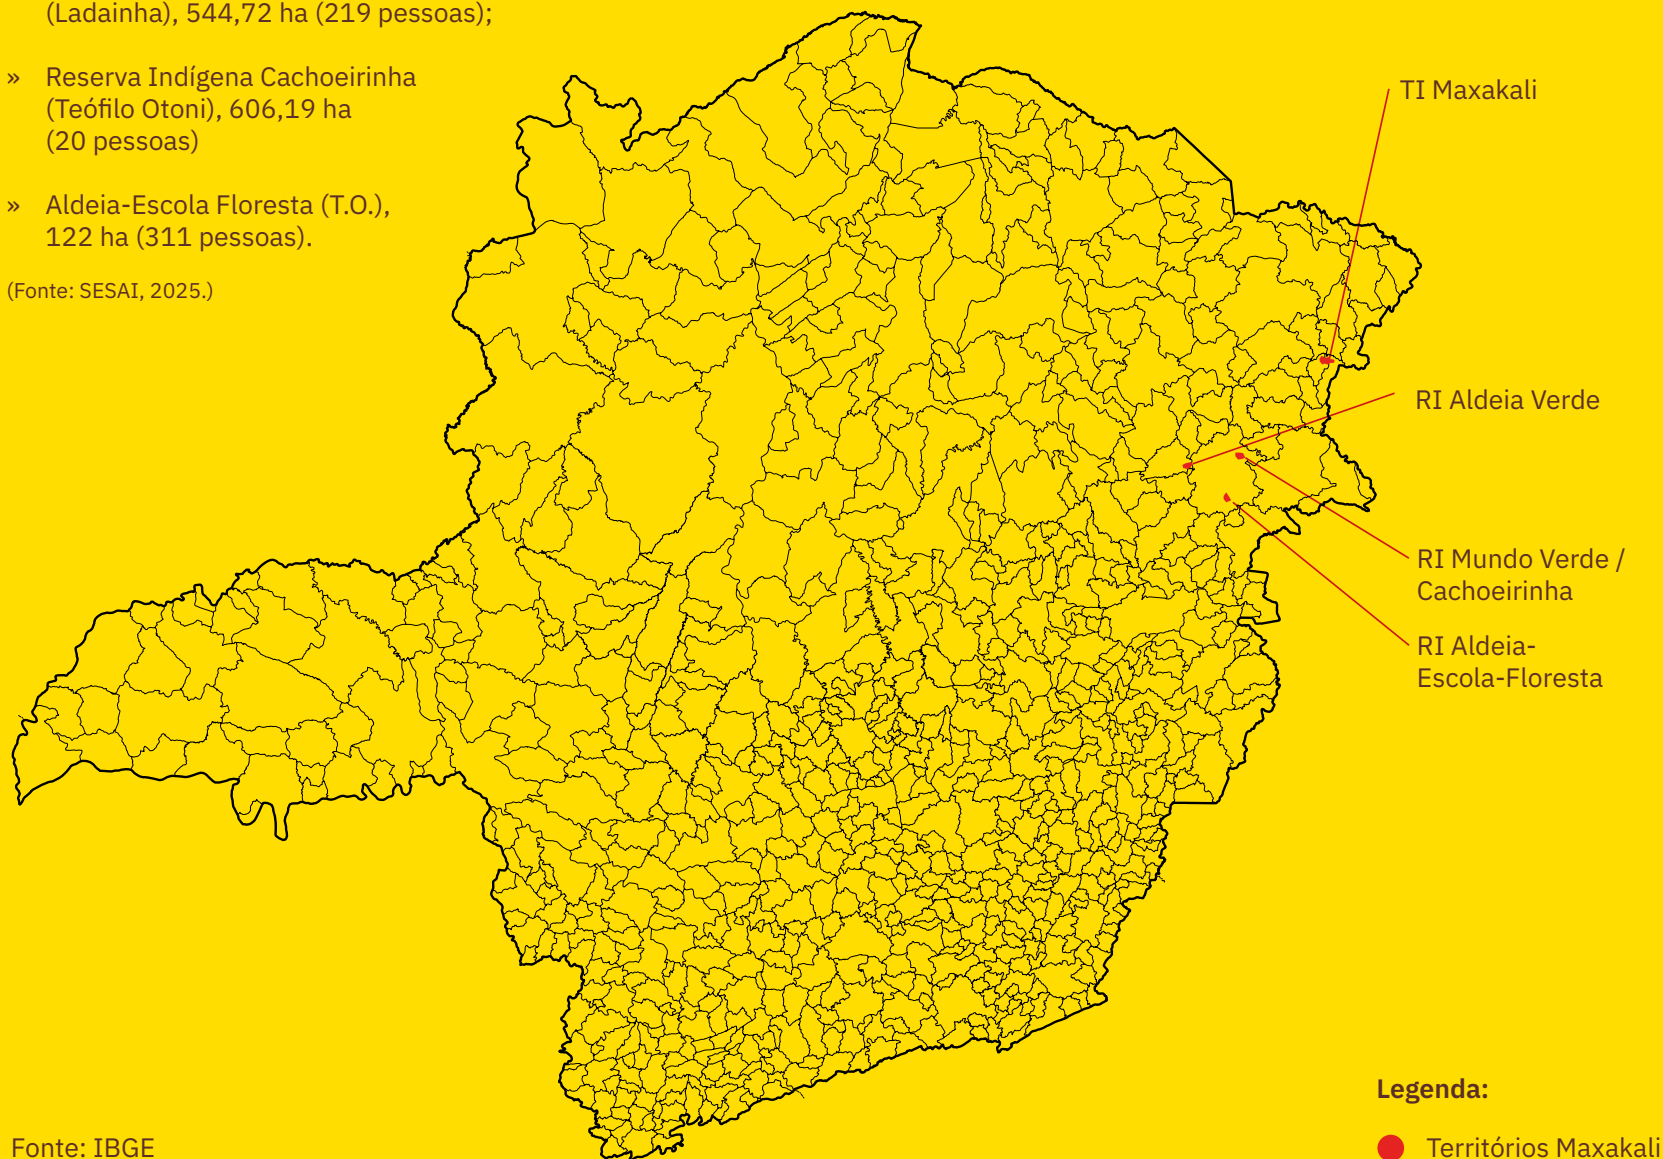 (Ladainha), 544,72 ha (219 pessoas);
» Reserva Indígena Cachoeirinha
(Teófilo Otoni), 606,19 ha
(20 pessoas)
» Aldeia-Escola Floresta (T.O.),
122 ha (311 pessoas).
(Fonte: SESAI, 2025.)
TI Maxakali
RI Aldeia Verde
RI Mundo Verde /
Cachoeirinha
RI Aldeia-
Escola-Floresta
Legenda:
Territórios Maxakali
Fonte: IBGE